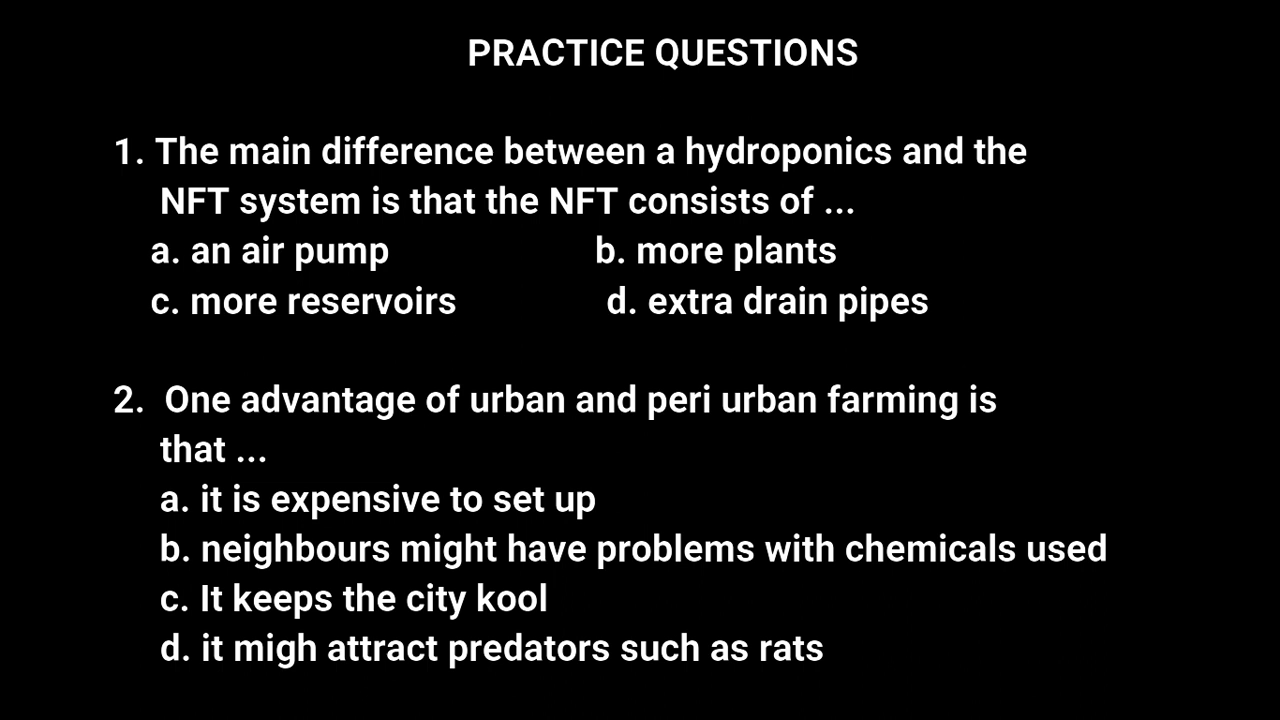 PRACTICE QUESTIONS
1. The main difference between a hydroponics and the
NFT system is that the NFT consists of ...
a. an air pump b. more plants
c. more reservoirs d. extra drain pipes
2. One advantage of urban and peri urban farming is
that ...
a. it is expensive to set up
b. neighbours might have problems with chemicals used
c. It keeps the city kool
d. it migh attract predators such as rats